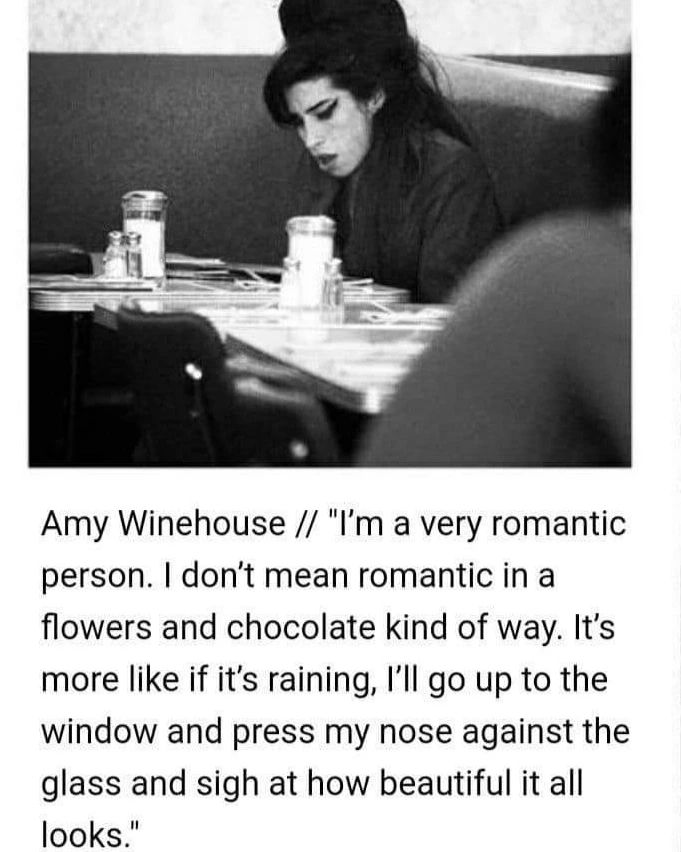 Amy Winehouse // "I'm a very romantic
person. I don't mean romantic in a
flowers and chocolate kind of way. It's
more like if it's raining, I'll go up to the
window and press my nose against the
glass and sigh at how beautiful it all
looks."